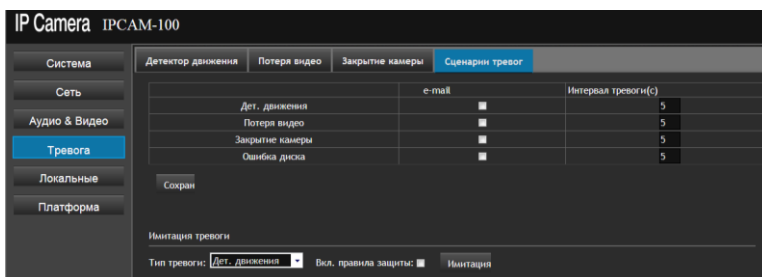 IP Camera IPCAM-100
Система
Сеть
Аудио & Видео
Тревога
Локальные
Платформа
Детектор движения Потеря видео Закрытие камеры Сценарии тревог
e-mail Интервал тревоги(с)
Дет. движения 5
Потеря видео 5
Закрытие камеры 5
Ошибка диска 5
Сохран
Имитация тревоги
Тип тревоги: Дет. движения Вкл. правила защиты: Имитация